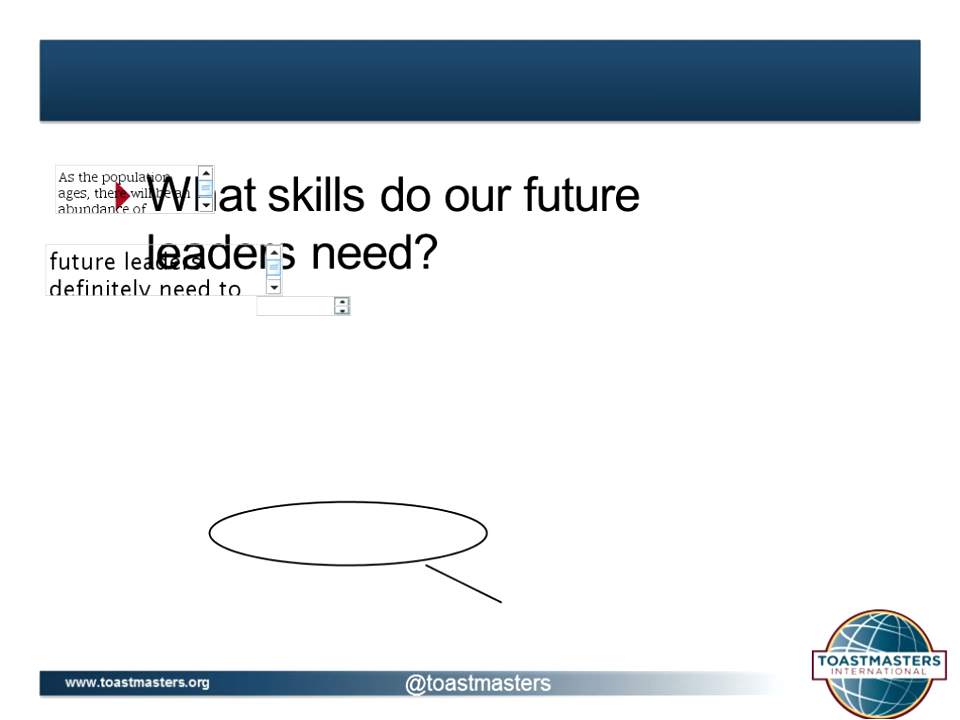 What skills do our future
leaders need?
As the population
ages, there will be an
abundance of
future leaders
definitely need to
www.toastmasters.org
@toastmasters
TOASTMASTERS
INTERNATIONAL